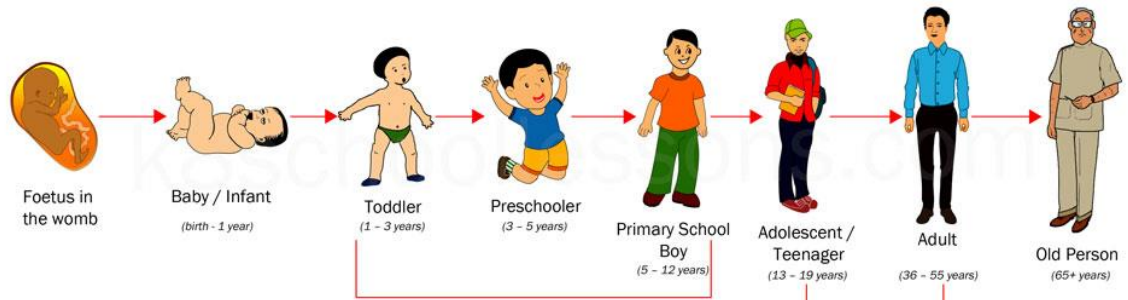 Foetus in
the womb
Baby / Infant
(birth - 1 year)
Toddler
(1 – 3 years)
Preschooler
(3 – 5 years)
Primary School
Boy
(5 – 12 years)
Adolescent /
Teenager
(13 – 19 years)
Adult
(36 – 55 years)
Old Person
(65+ years)